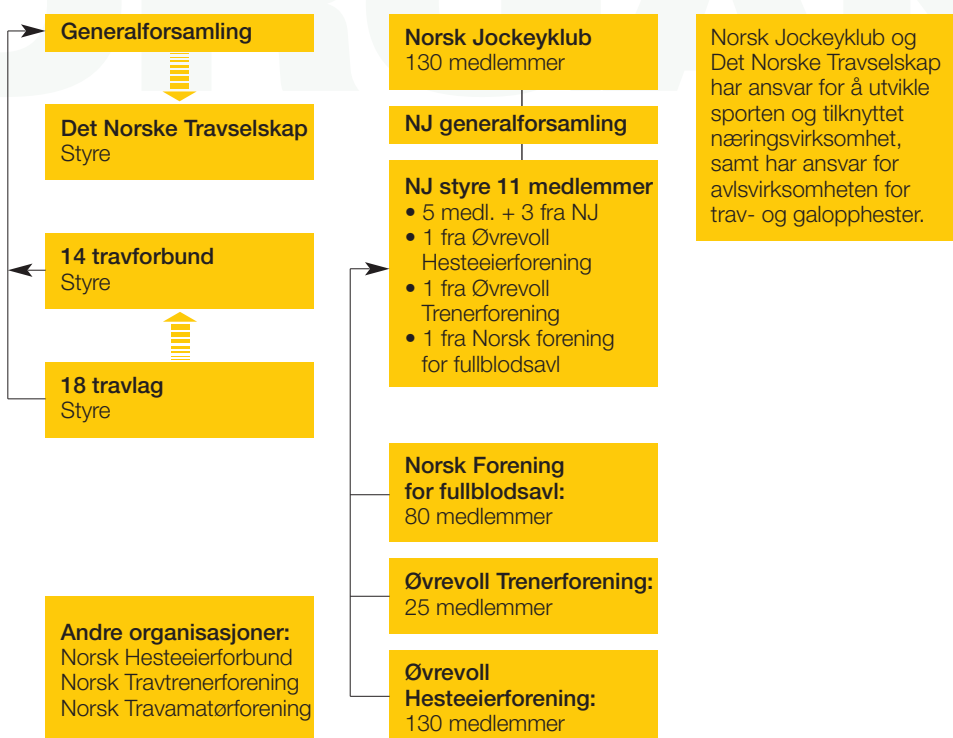 Generalforsamling
Det Norske Travselskap
Styre
14 travforbund
Styre
18 travlag
Styre
Andre organisasjoner:
Norsk Hesteeierforbund
Norsk Travtrenerforening
Norsk Travamatørforening
Norsk Jockeyklub
130 medlemmer
NJ generalforsamling
NJ styre 11 medlemmer
• 5 medl. + 3 fra NJ
• 1 fra Øvrevoll
Hesteeierforening
• 1 fra Øvrevoll
Trenerforening
• 1 fra Norsk forening
for fullblodsavl
Norsk Forening
for fullblodsavl:
80 medlemmer
Øvrevoll Trenerforening:
25 medlemmer
Øvrevoll
Hesteeierforening:
130 medlemmer
Norsk Jockeyklub og
Det Norske Travselskap
har ansvar for å utvikle
sporten og tilknyttet
næringsvirksomhet,
samt har ansvar for
avlsvirksomheten for
trav- og galopphester.